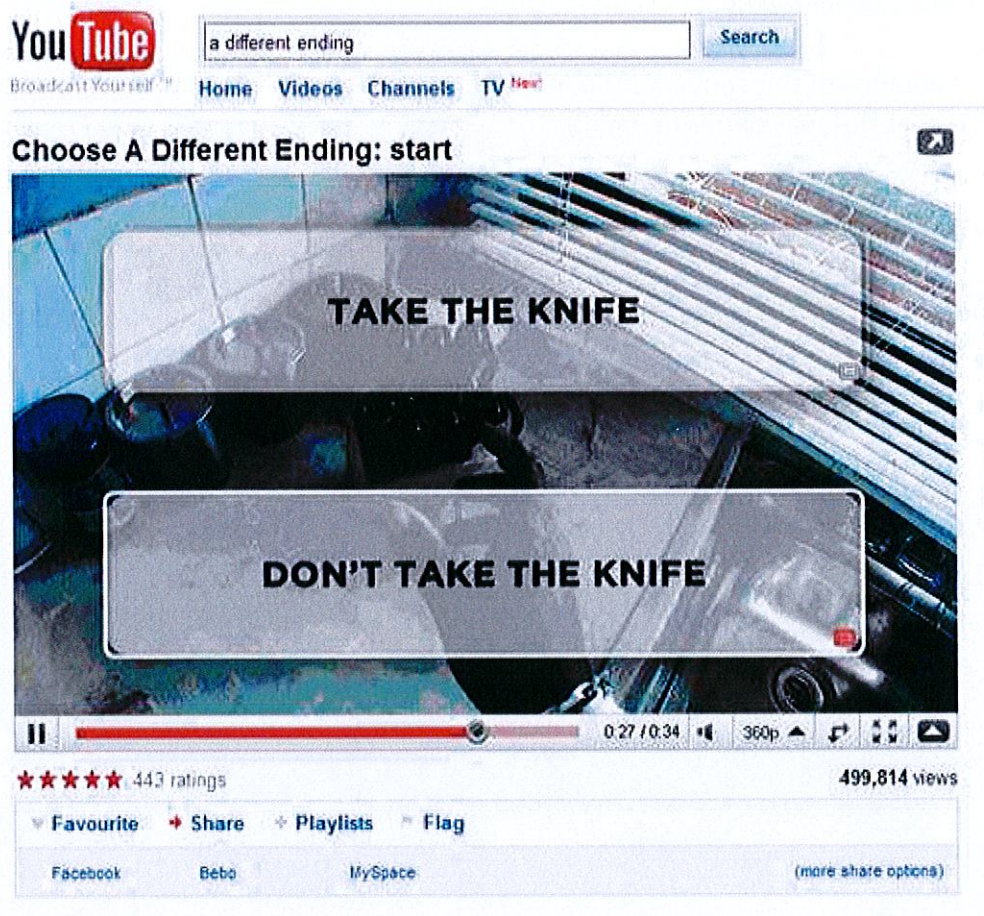 YouTube
a different ending
Search
Broadcast Yourself ™
Home Videos Channels TV New!
Choose A Different Ending: start
TAKE THE KNIFE
DON'T TAKE THE KNIFE
0:27 / 0:34 360p
443 ratings
499,814 views
Favourite Share Playlists Flag
Facebook Bebo MySpace (more share options)